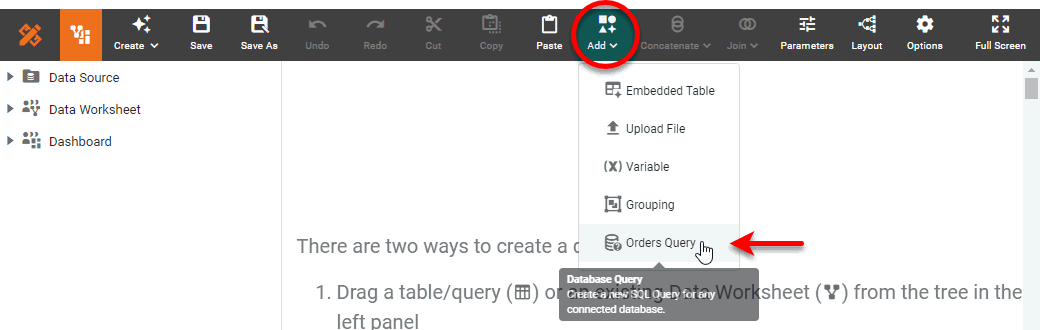 Create Save Save As Undo Redo Cut Copy Paste Add Concatenate Join Parameters Layout Options Full Screen
Data Source
Data Worksheet
Dashboard
Embedded Table
Upload File
(X) Variable
Grouping
Orders Query
There are two ways to create a d
Database Query
Create a new SQL Query for any
connected database.
1. Drag a table/query ( ) or an existing Data Worksheet ( ) from the tree in the
left panel